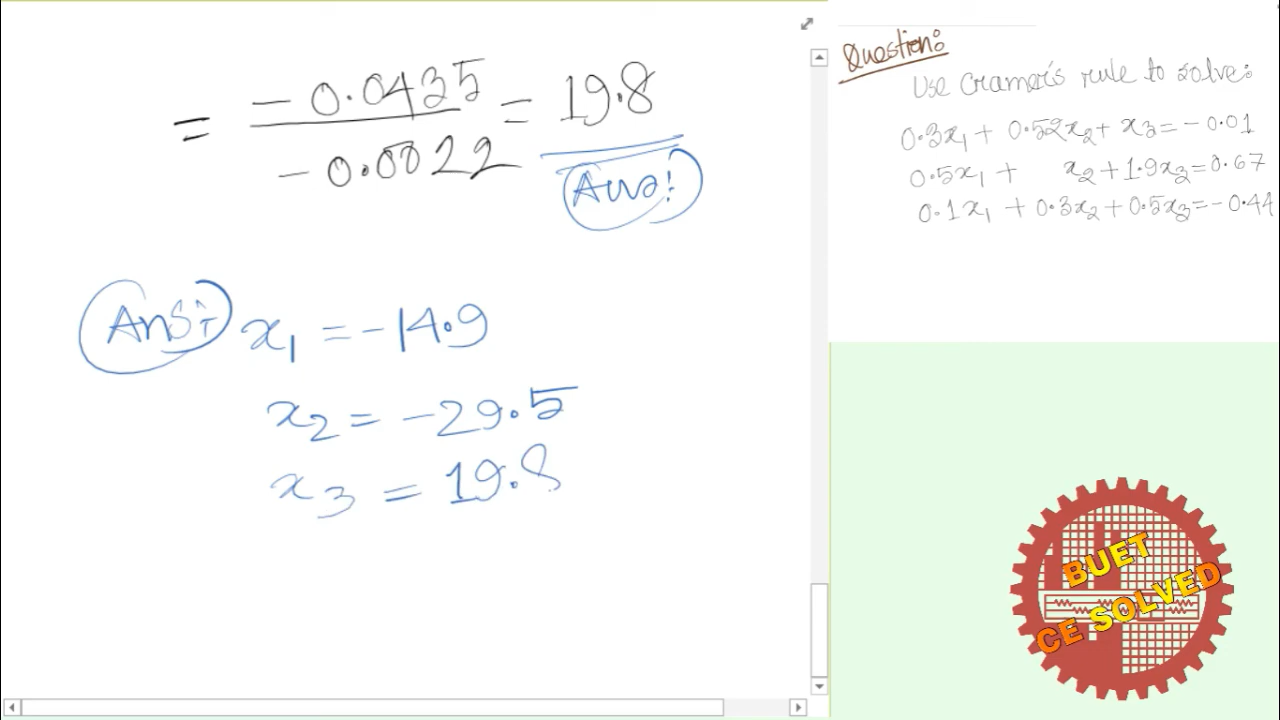 = -0.0435 / -0.0022 = 19.8
Ans:
Ans: x₁ = -14.9
x₂ = -29.5
x₃ = 19.8
Question:
Use Cramer's rule to solve:
0.3x₁ + 0.52x₂ + x₃ = -0.01
0.5x₁ + x₂ + 1.9x₃ = 0.67
0.1x₁ + 0.3x₂ + 0.5x₃ = -0.44
BUET
CE SOLVED